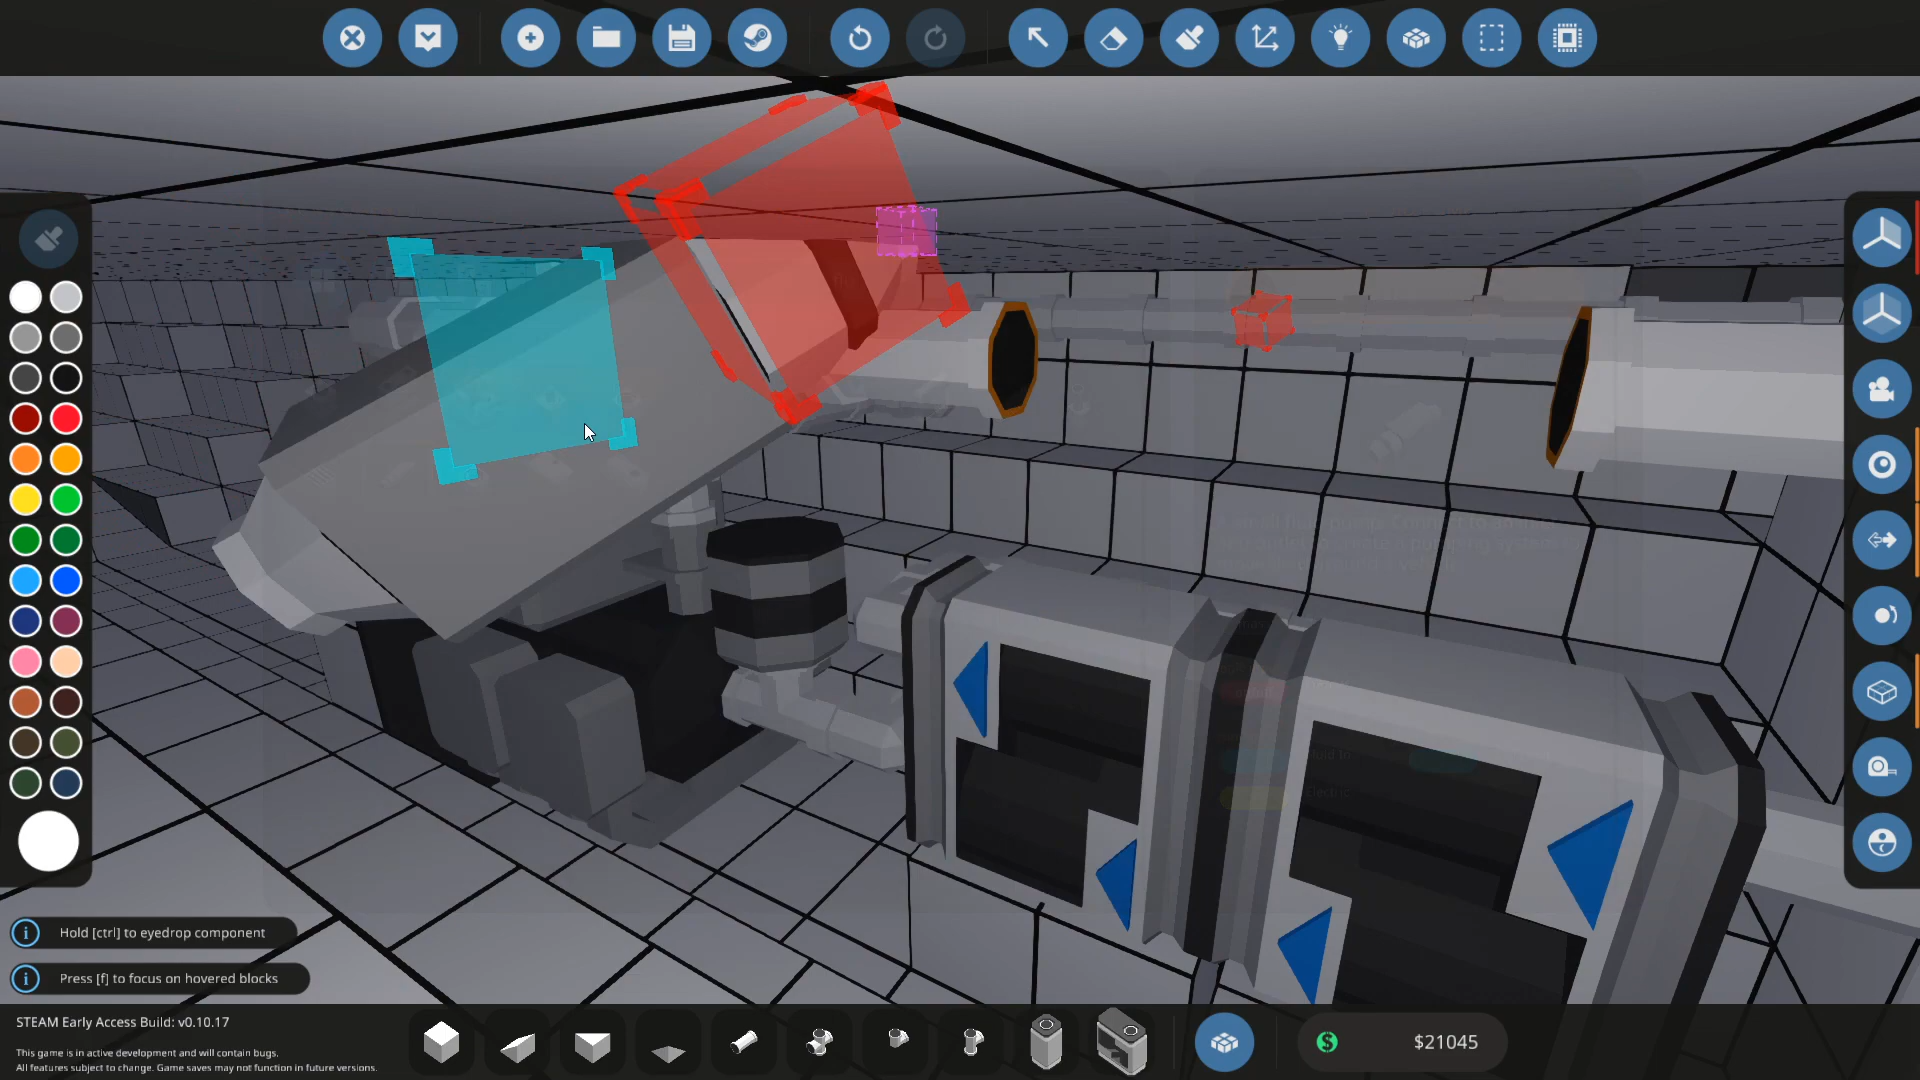 Hold [ctrl] to eyedrop component
Press [f] to focus on hovered blocks
STEAM Early Access Build: v0.10.17
This game is in active development and will contain bugs.
All features subject to change. Game saves may not function in future versions.
$21045
Electric